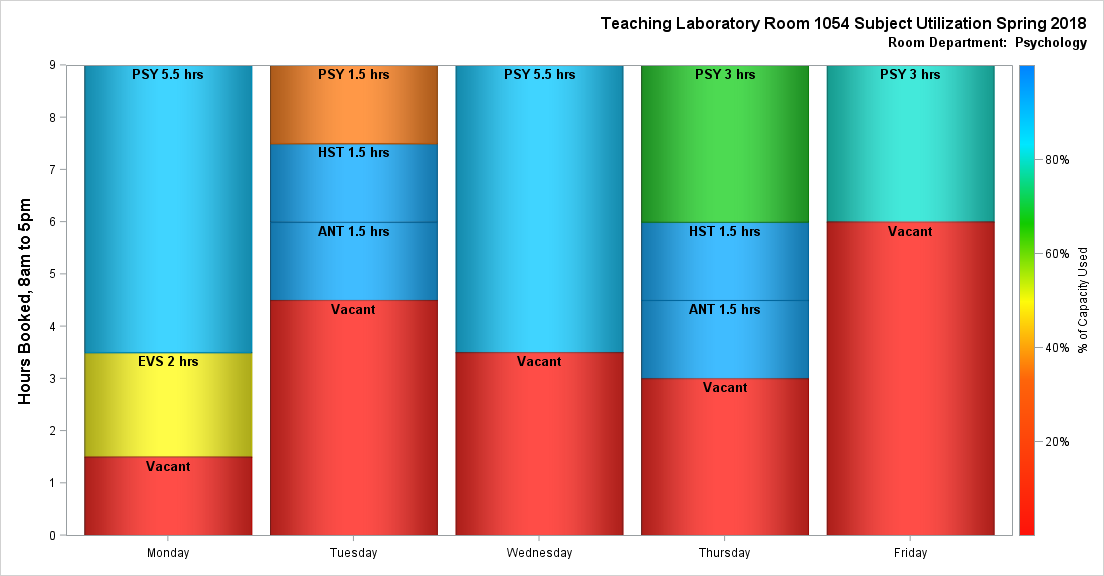 Teaching Laboratory Room 1054 Subject Utilization Spring 2018
Room Department: Psychology
Hours Booked, 8am to 5pm
9
8
7
6
5
4
3
2
1
0
PSY 5.5 hrs
EVS 2 hrs
Vacant
PSY 1.5 hrs
HST 1.5 hrs
ANT 1.5 hrs
Vacant
PSY 5.5 hrs
Vacant
PSY 3 hrs
HST 1.5 hrs
ANT 1.5 hrs
Vacant
PSY 3 hrs
Vacant
Monday
Tuesday
Wednesday
Thursday
Friday
80%
60%
40%
20%
% of Capacity Used